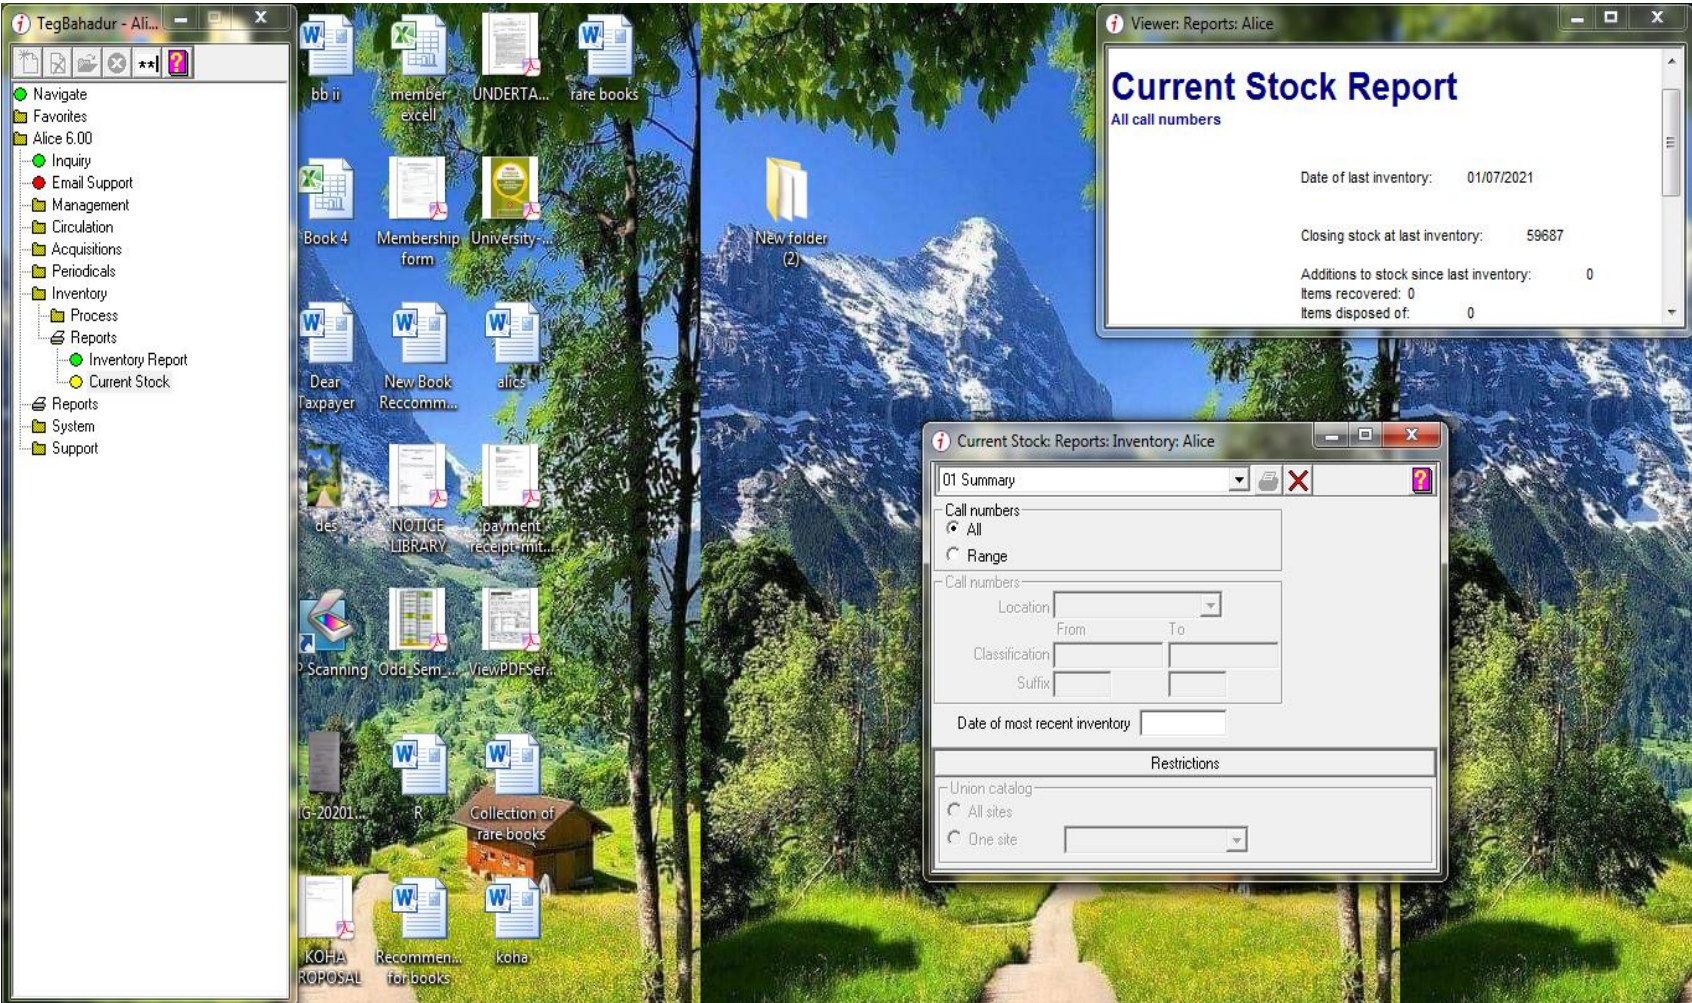 TegBahadur - Ali...
Navigate
Favorites
Alice 6.00
Inquiry
Email Support
Management
Circulation
Acquisitions
Periodicals
Inventory
Process
Reports
Inventory Report
Current Stock
Reports
System
Support
bb ii
member excell
UNDERTA...
rare books
Book 4
Membership form
University-...
Dear Taxpayer
New Book Reccomm...
alics
des
NOTICE LIBRARY
payment receipt-mit...
P Scanning
Odd_Sem_...
ViewPDFSer...
G-20201...
R
Collection of rare books
KOHA
ROPOSAL
Recommen... for books
koha
New folder (2)
Viewer: Reports: Alice
Current Stock Report
All call numbers
Date of last inventory: 01/07/2021
Closing stock at last inventory: 59687
Additions to stock since last inventory: 0
Items recovered: 0
Items disposed of: 0
Current Stock: Reports: Inventory: Alice
01 Summary
Call numbers
All
Range
Call numbers
Location
From To
Classification
Suffix
Date of most recent inventory
Restrictions
Union catalog
All sites
One site